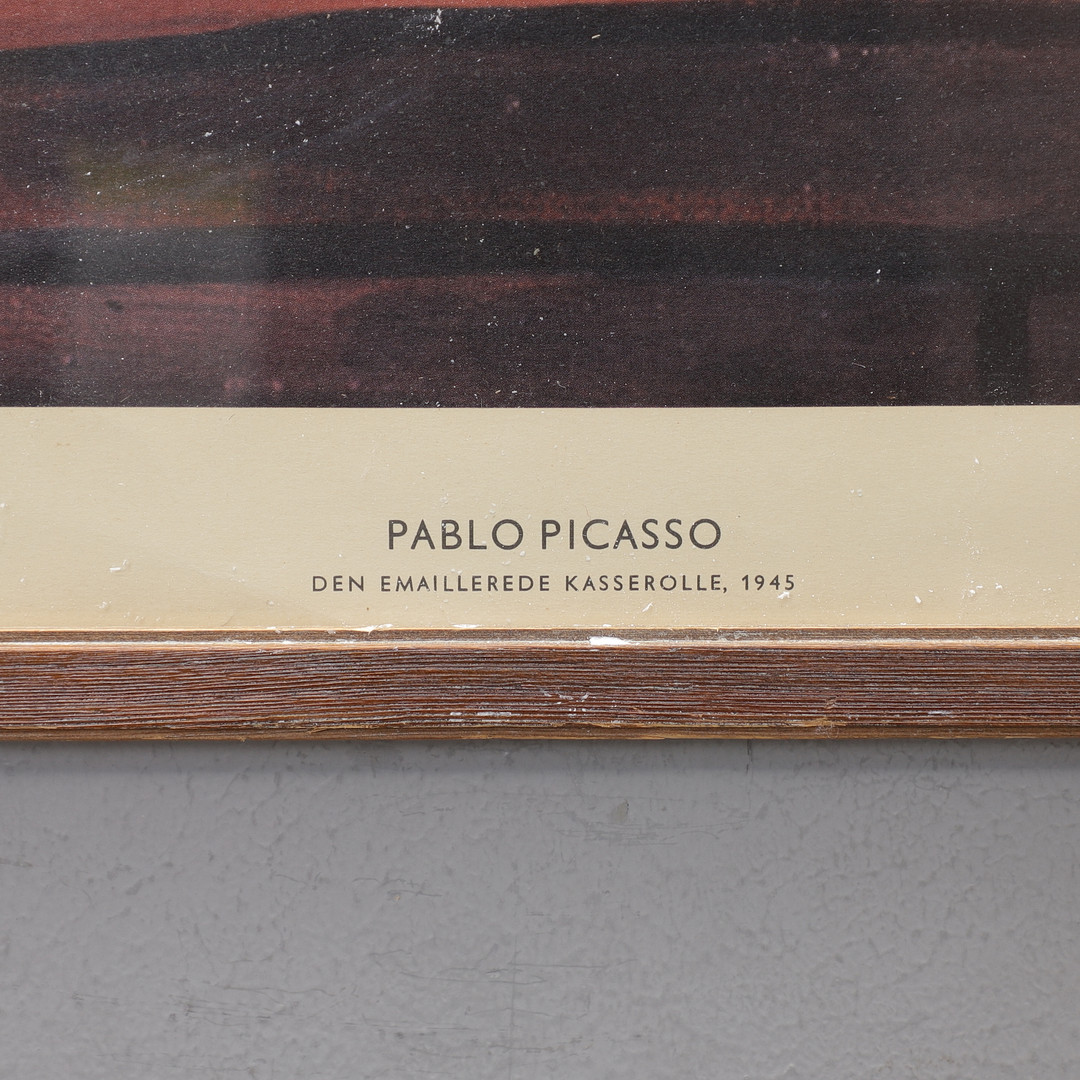 PABLO PICASSO
DEN EMAILLEREDE KASSEROLLE, 1945